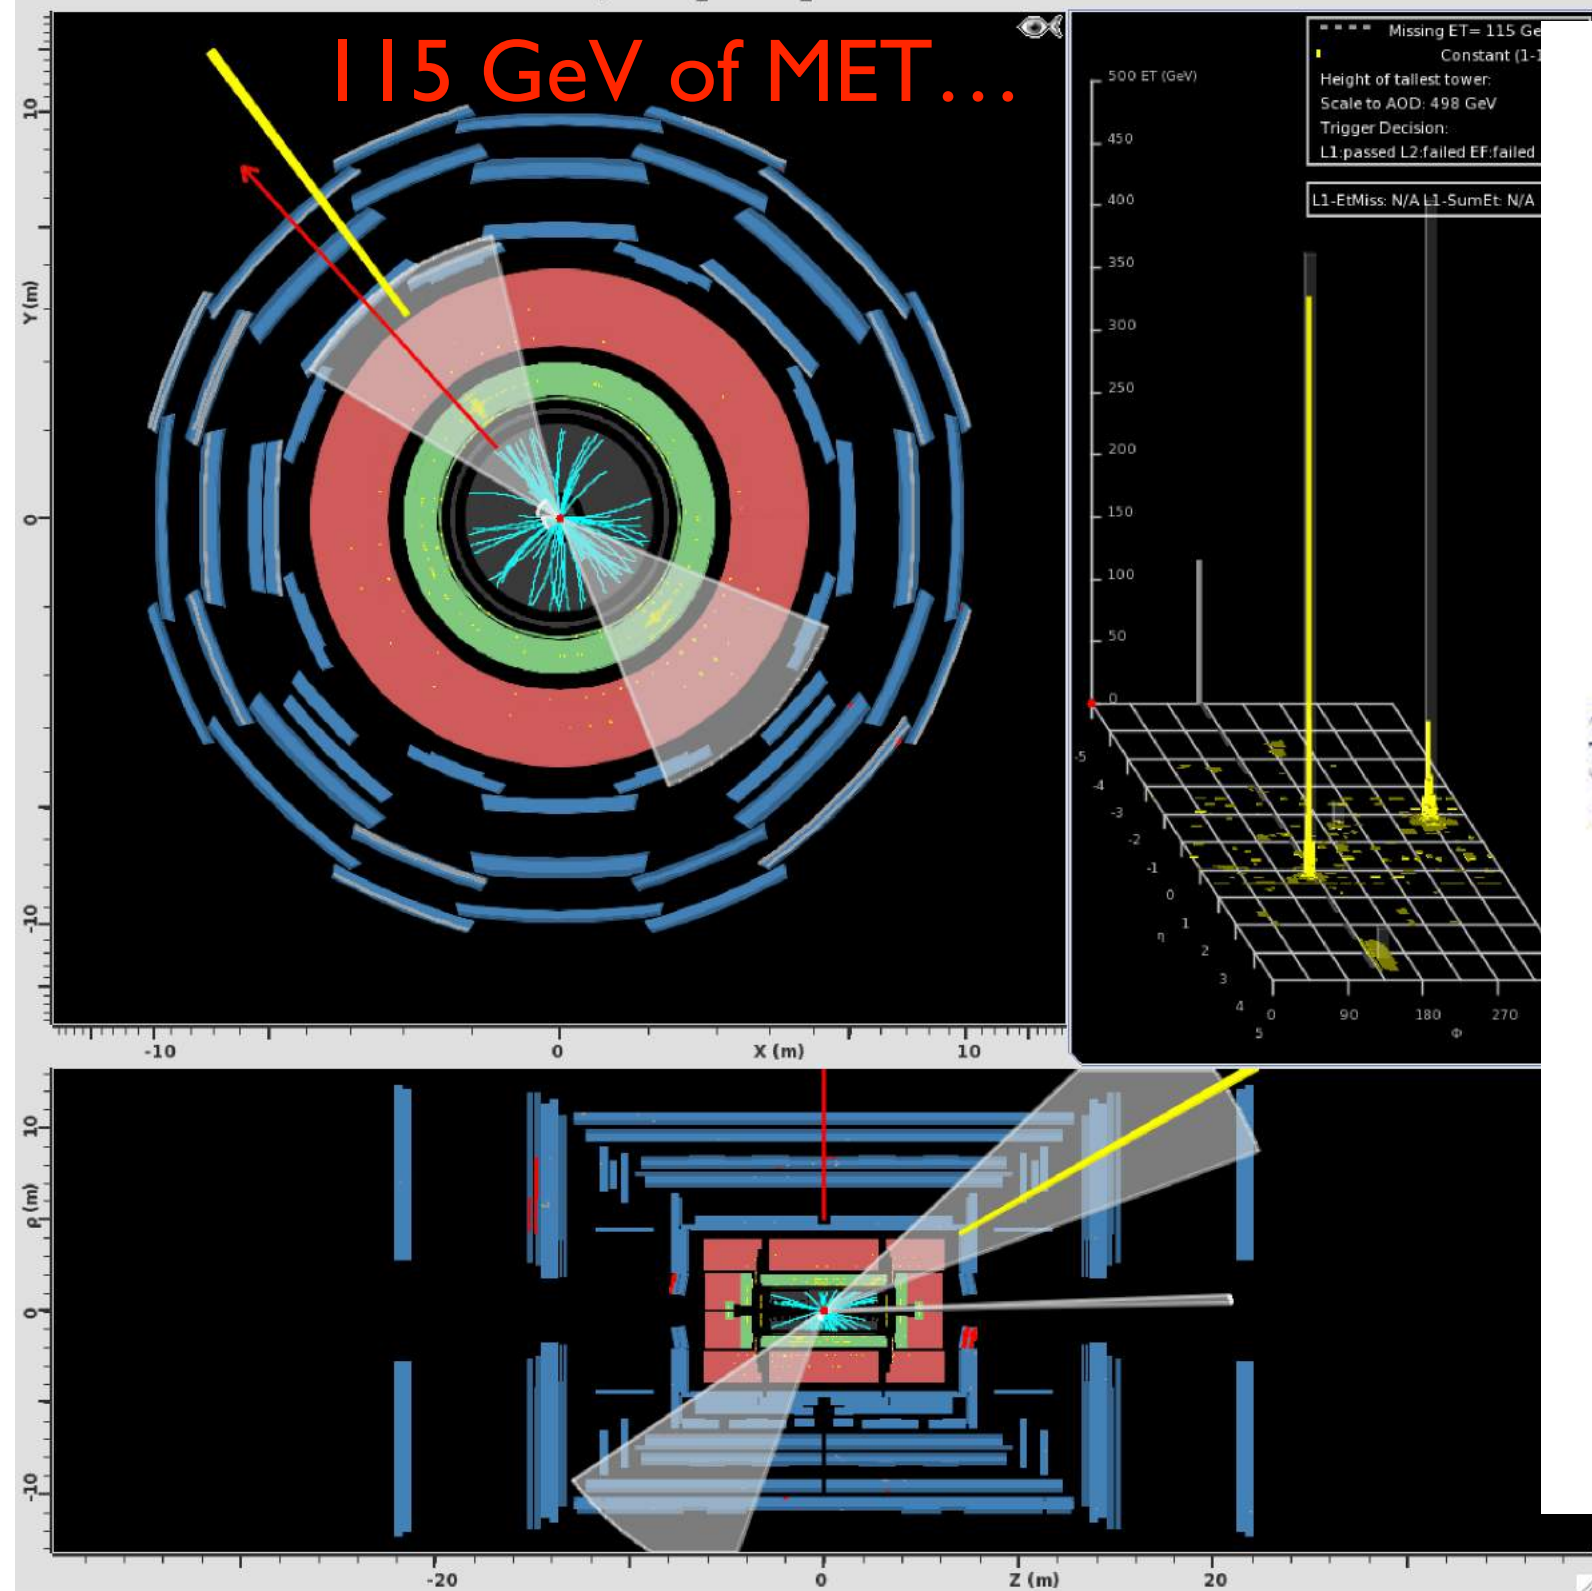 115 GeV of MET...
Missing ET= 115 Ge
Constant (1-1
Height of tallest tower:
Scale to AOD: 498 GeV
Trigger Decision:
L1:passed L2:failed EF:failed
L1-EtMiss: N/A L1-SumEt: N/A
500 ET (GeV)
450
400
350
300
250
200
150
100
50
0
-5
-4
-3
-2
-1
0
1
2
3
4
5
η
0
90
180
270
Φ
10
Y (m)
0
-10
-10
0
X (m)
10
10
ρ (m)
0
-10
-20
0
Z (m)
20